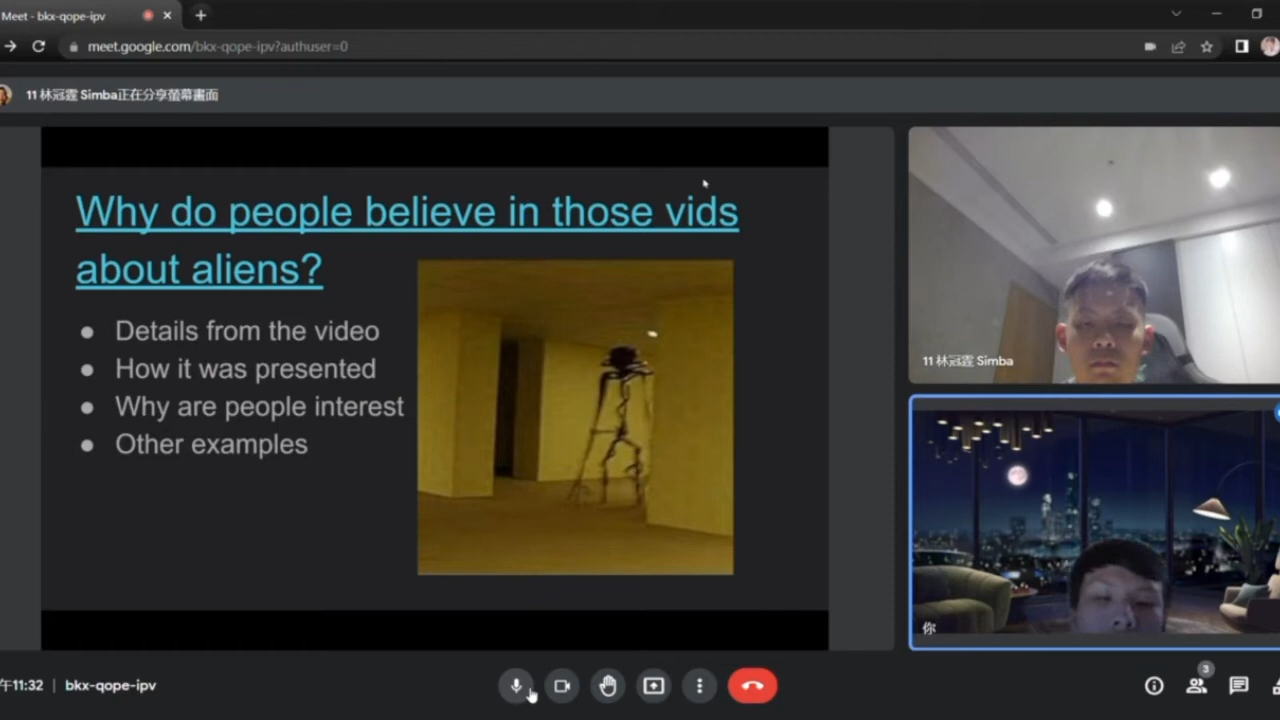 Meet - bkx-qope-ipv
meet.google.com/bkx-qope-ipv?authuser=0
11 林冠霆 Simba正在分享螢幕畫面
Why do people believe in those vids
about aliens?
● Details from the video
● How it was presented
● Why are people interest
● Other examples
11 林冠霆 Simba
你
午11:32 | bkx-qope-ipv
3